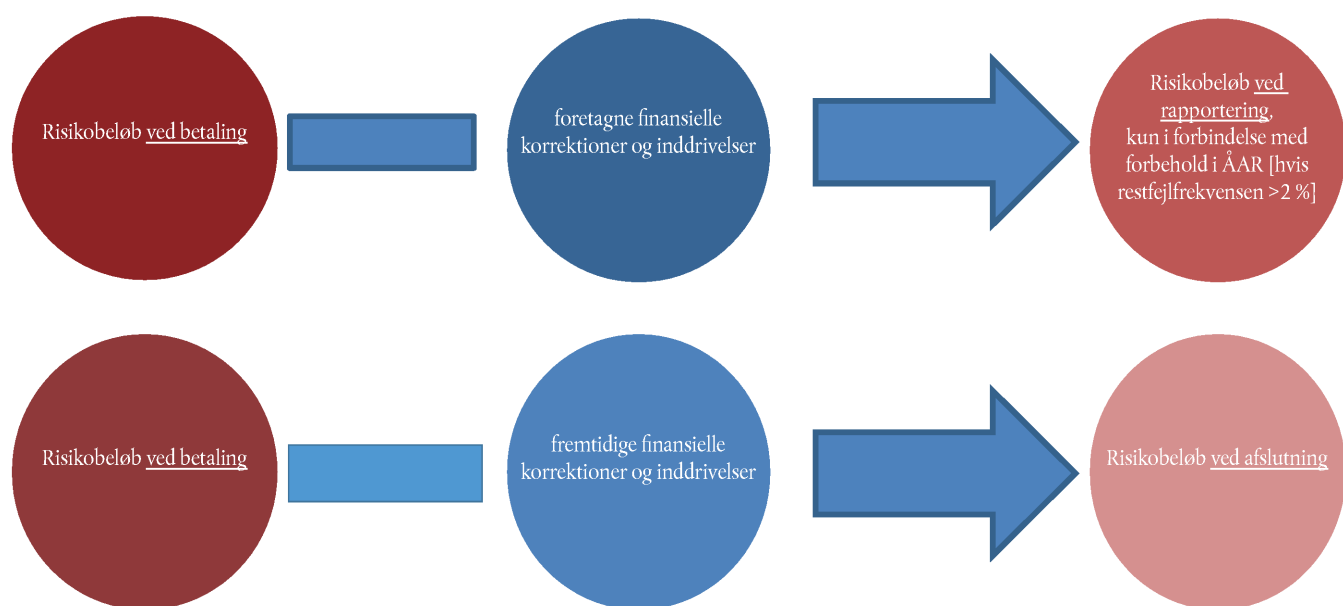 Risikobeløb ved betaling
foretagne finansielle
korrektioner og inddrivelser
Risikobeløb ved
rapportering,
kun i forbindelse med
forbehold i ÅAR [hvis
restfejlfrekvensen >2 %]
Risikobeløb ved betaling
fremtidige finansielle
korrektioner og inddrivelser
Risikobeløb ved afslutning